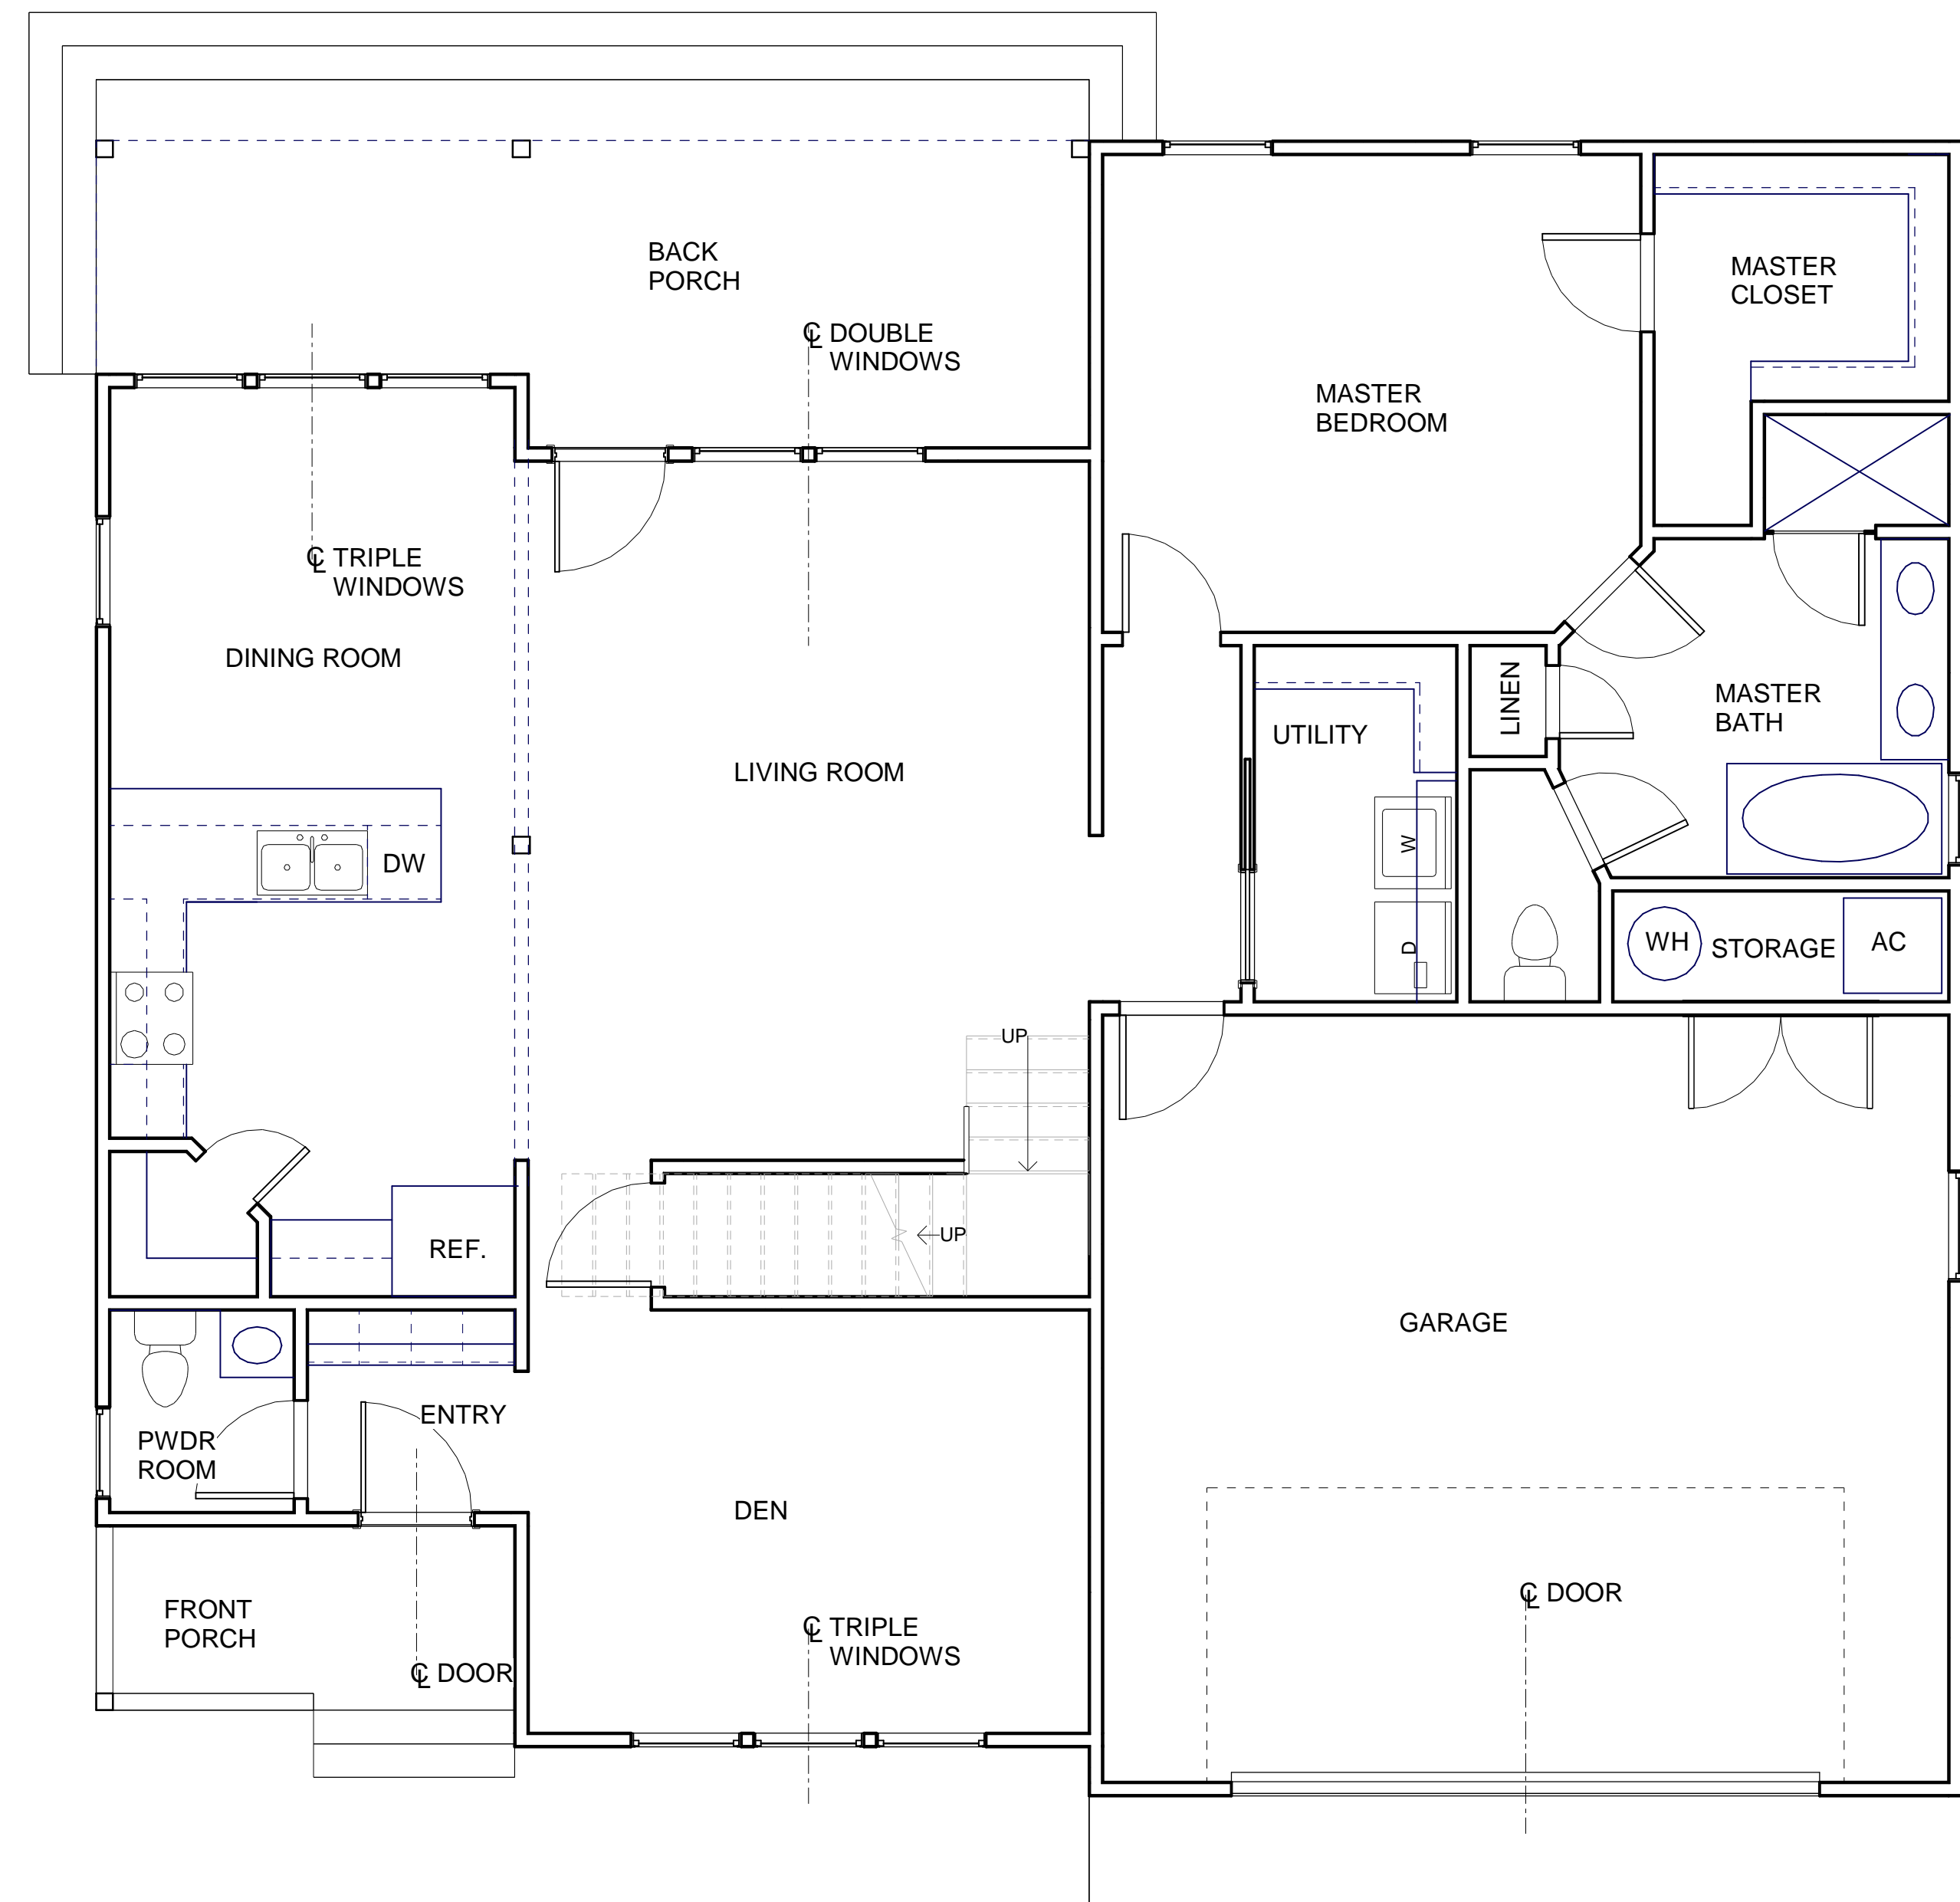 BACK
PORCH
℄ DOUBLE
WINDOWS
MASTER
CLOSET
MASTER
BEDROOM
℄ TRIPLE
WINDOWS
DINING ROOM
LIVING ROOM
UTILITY
LINEN
MASTER
BATH
DW
W
D
WH
STORAGE
AC
UP
UP
REF.
GARAGE
ENTRY
PWDR
ROOM
DEN
FRONT
PORCH
℄ DOOR
℄ TRIPLE
WINDOWS
℄ DOOR